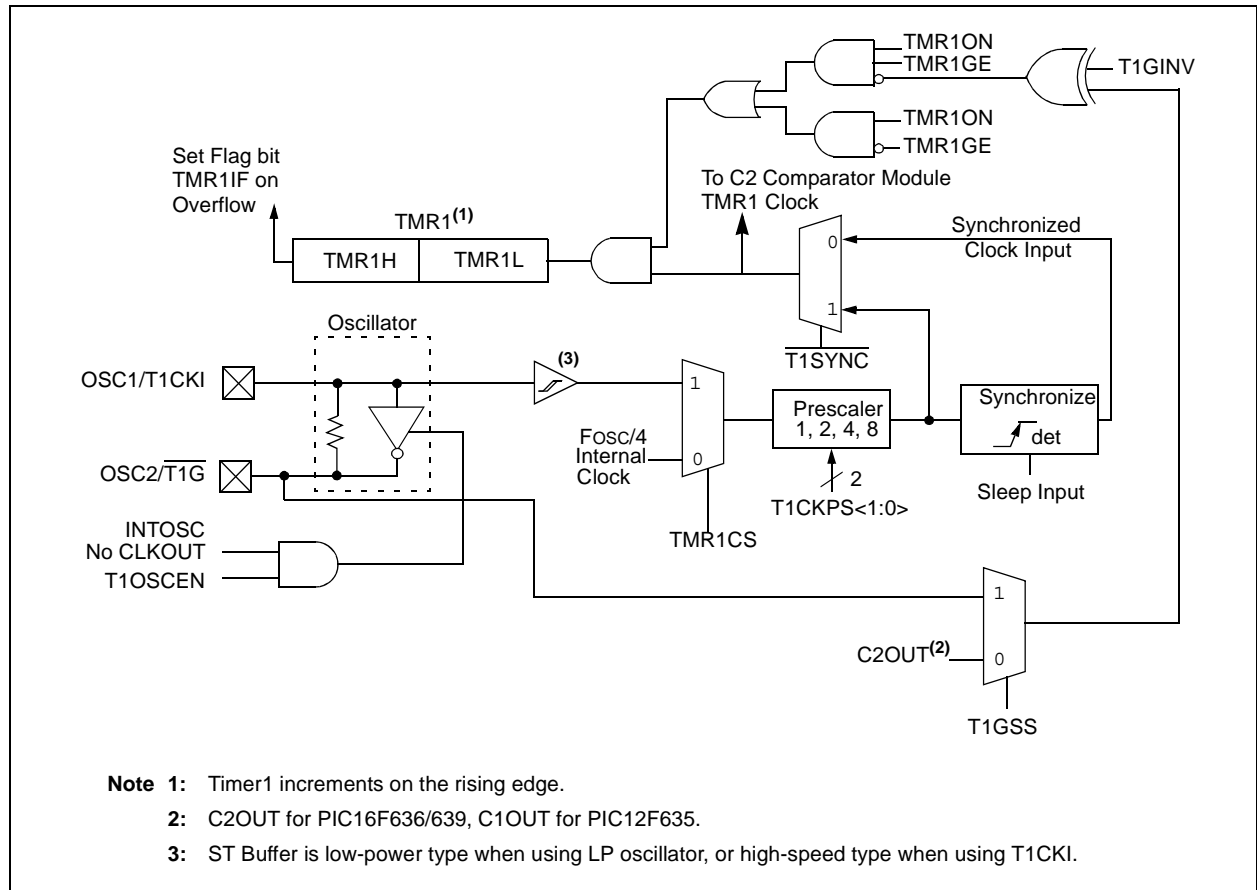 TMR1ON
TMR1GE
T1GINV
TMR1ON
TMR1GE
Set Flag bit
TMR1IF on
Overflow
To C2 Comparator Module
TMR1 Clock
TMR1(1)
TMR1H
TMR1L
0
Synchronized
Clock Input
1
T1SYNC
Oscillator
(3)
OSC1/T1CKI
1
FOSC/4
Internal
Clock
0
TMR1CS
Prescaler
1, 2, 4, 8
2
T1CKPS<1:0>
Synchronize
det
Sleep Input
OSC2/T1G
INTOSC
No CLKOUT
T1OSCEN
1
C2OUT(2)
0
T1GSS
Note 1: Timer1 increments on the rising edge.
2: C2OUT for PIC16F636/639, C1OUT for PIC12F635.
3: ST Buffer is low-power type when using LP oscillator, or high-speed type when using T1CKI.